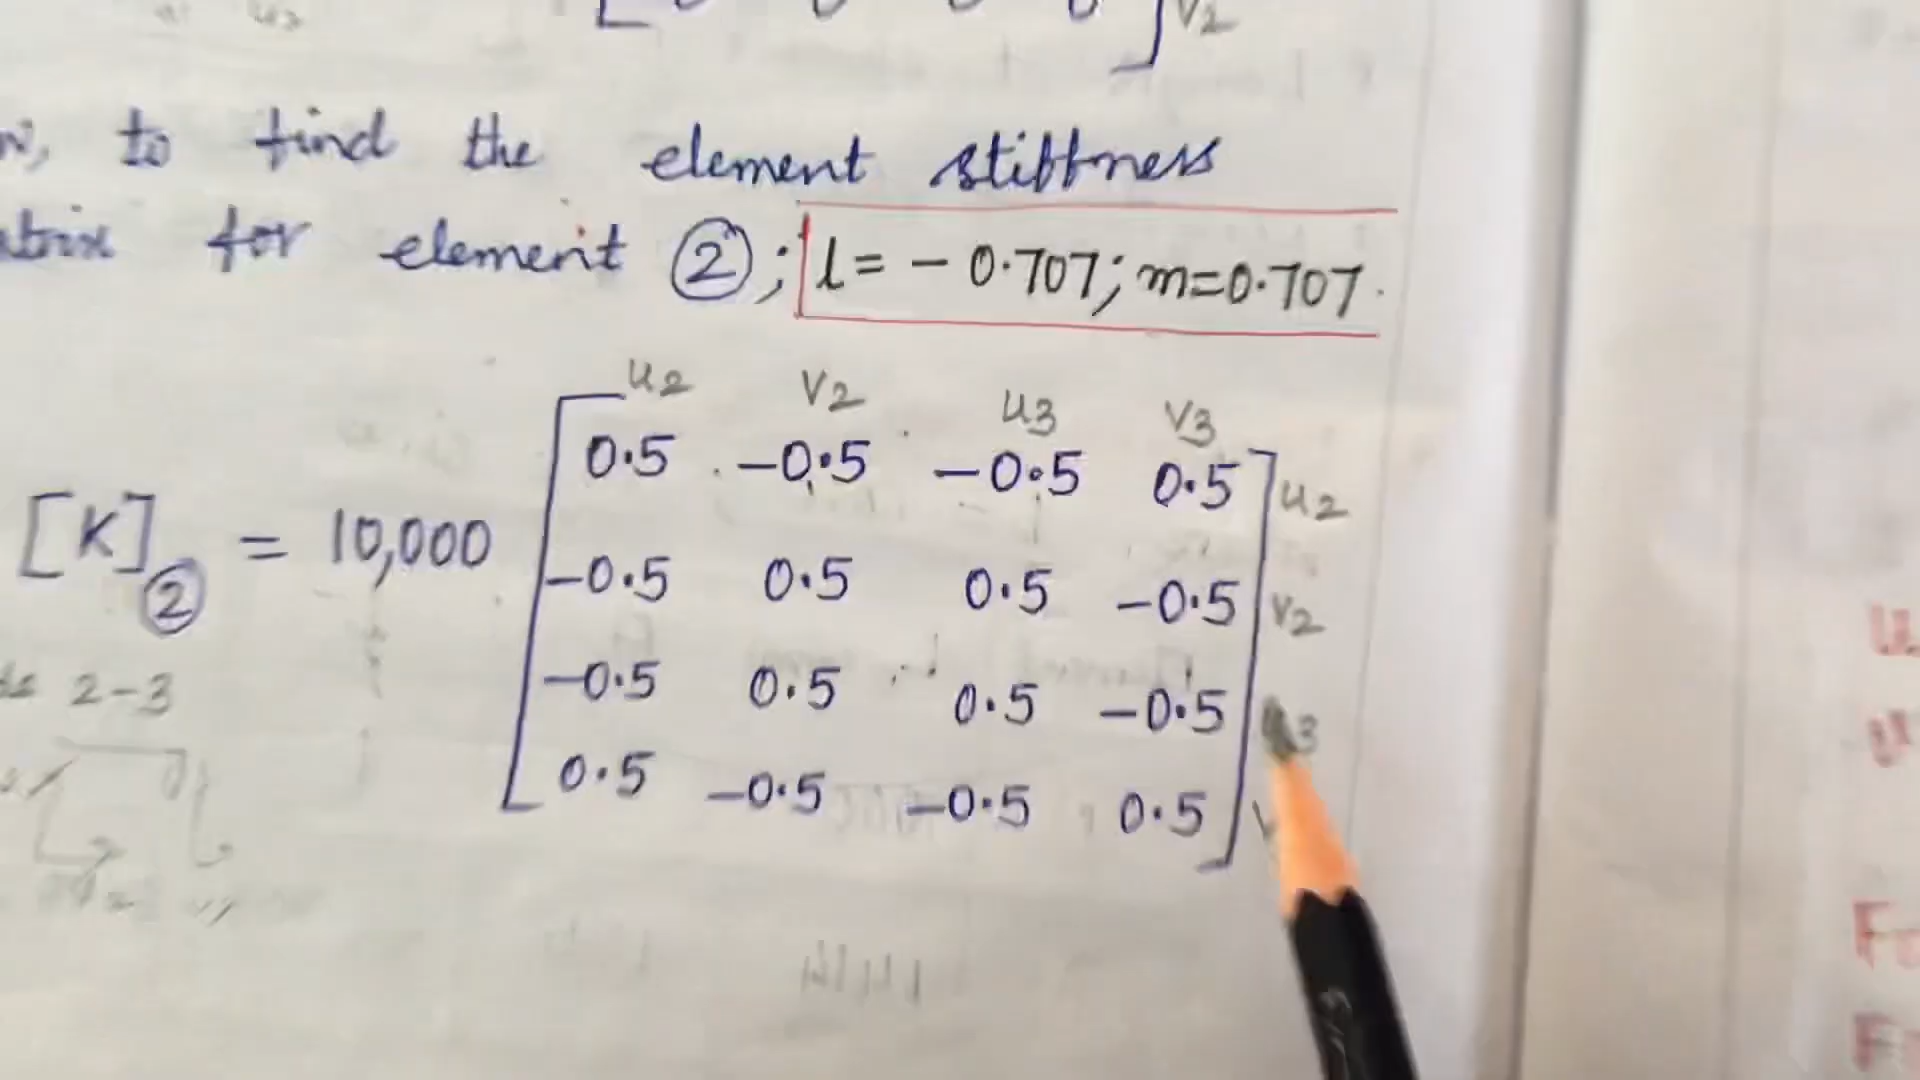 V2
to find the element stiffness
for element ②; l = - 0.707; m=0.707.
u2 V2 u3 V3
0.5 -0.5 -0.5 0.5 u2
[K]② = 10,000
-0.5 0.5 0.5 -0.5 V2
-0.5 0.5 0.5 -0.5 u3
2-3
0.5 -0.5 -0.5 0.5